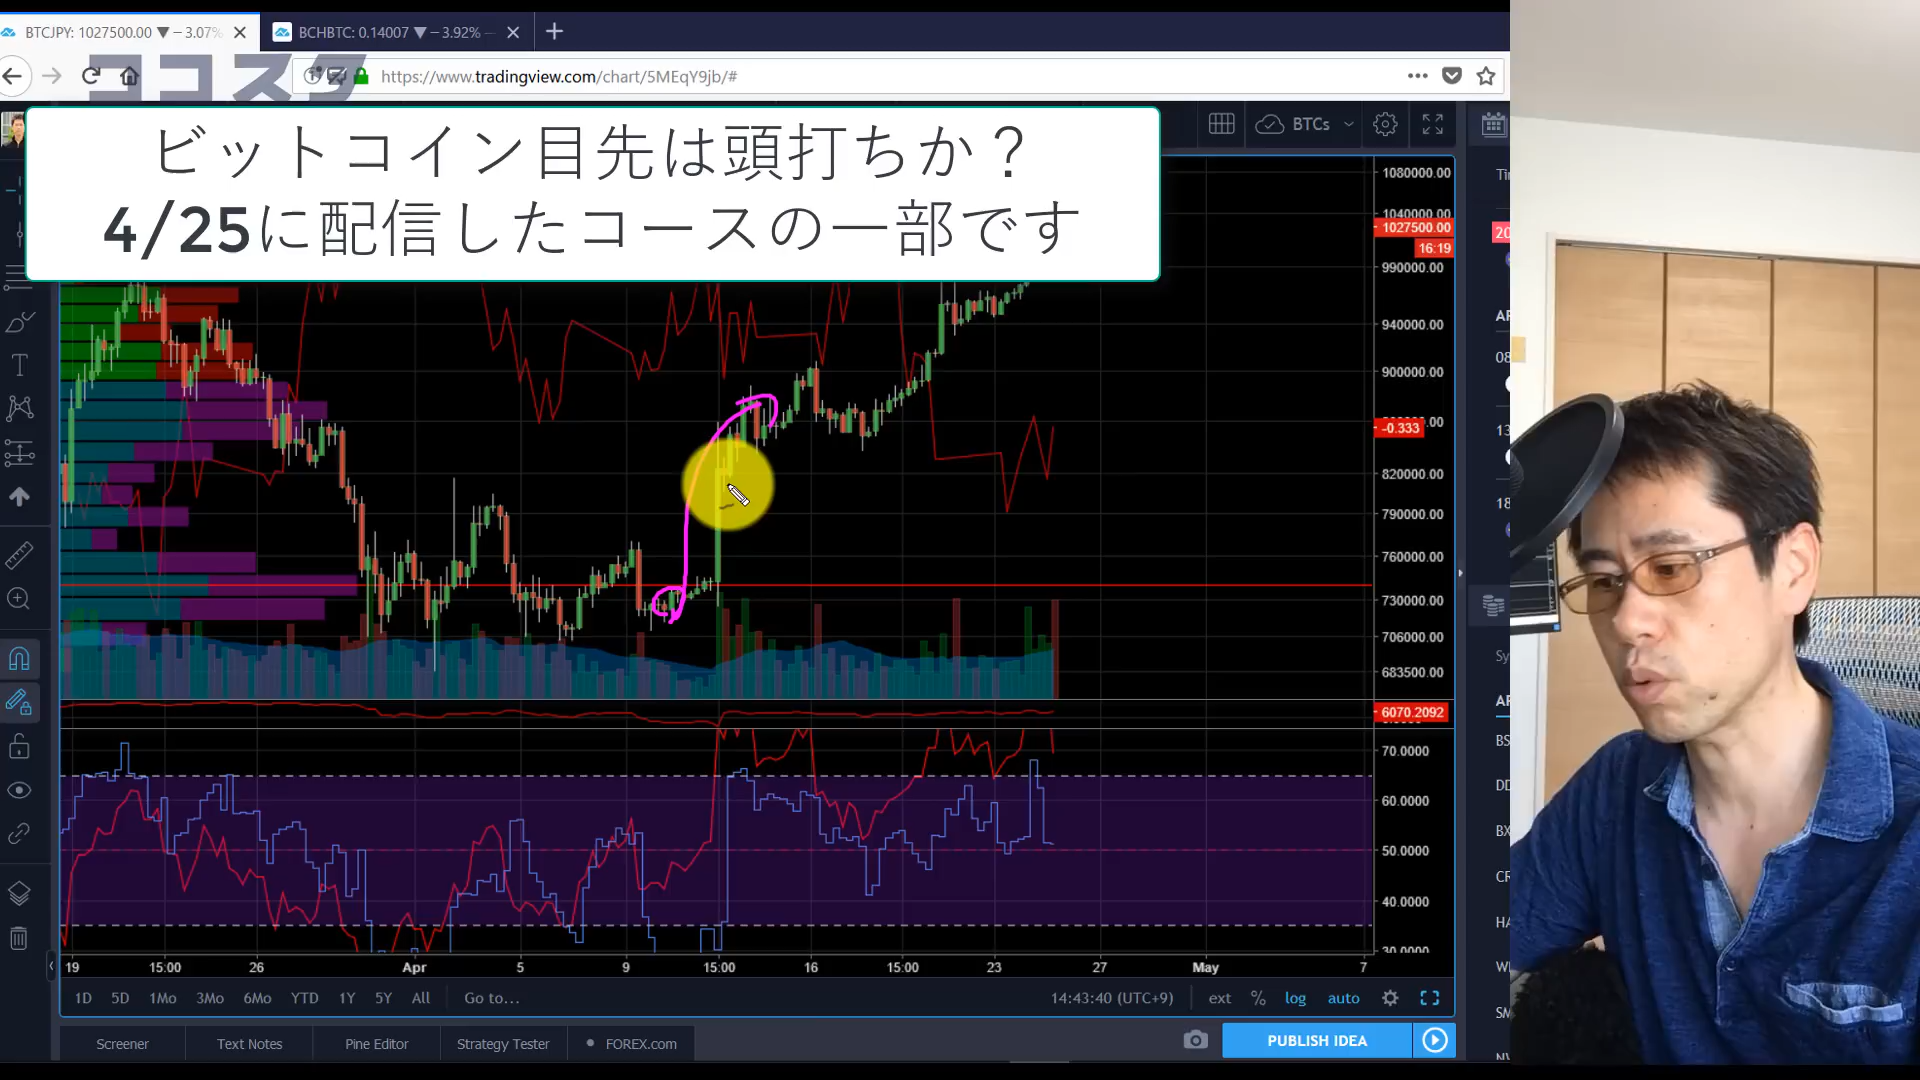 BTCJPY: 1027500.00 ▼ −3.07%
BCHBTC: 0.14007 ▼ −3.92% —
ココスタ
https://www.tradingview.com/chart/5MEqY9jb/#
ビットコイン目先は頭打ちか？
4/25に配信したコースの一部です
BTCs
1080000.00
1040000.00
1027500.00
16:19
990000.00
940000.00
900000.00
-0.333
820000.00
790000.00
760000.00
730000.00
706000.00
683500.00
6070.2092
70.0000
60.0000
50.0000
40.0000
30.0000
19 15:00 26 Apr 5 9 15:00 16 15:00 23 27 May 7
1D 5D 1Mo 3Mo 6Mo YTD 1Y 5Y All Go to...
14:43:40 (UTC+9) ext % log auto
Screener Text Notes Pine Editor Strategy Tester FOREX.com
PUBLISH IDEA